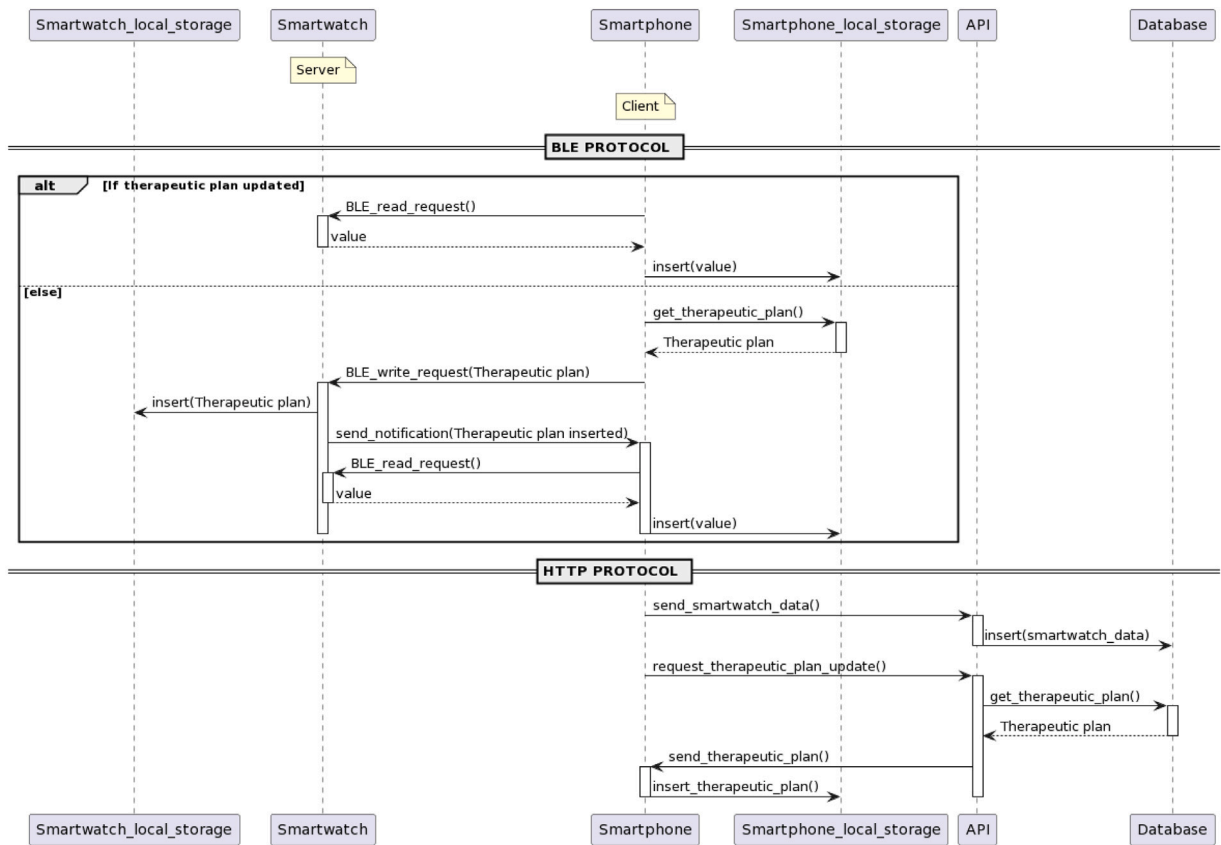 Smartwatch_local_storage Smartwatch Smartphone Smartphone_local_storage API Database
Server
Client
BLE PROTOCOL
alt [If therapeutic plan updated]
BLE_read_request()
value
insert(value)
[else]
get_therapeutic_plan()
Therapeutic plan
BLE_write_request(Therapeutic plan)
insert(Therapeutic plan)
send_notification(Therapeutic plan inserted)
BLE_read_request()
value
insert(value)
HTTP PROTOCOL
send_smartwatch_data()
insert(smartwatch_data)
request_therapeutic_plan_update()
get_therapeutic_plan()
Therapeutic plan
send_therapeutic_plan()
insert_therapeutic_plan()
Smartwatch_local_storage Smartwatch Smartphone Smartphone_local_storage API Database